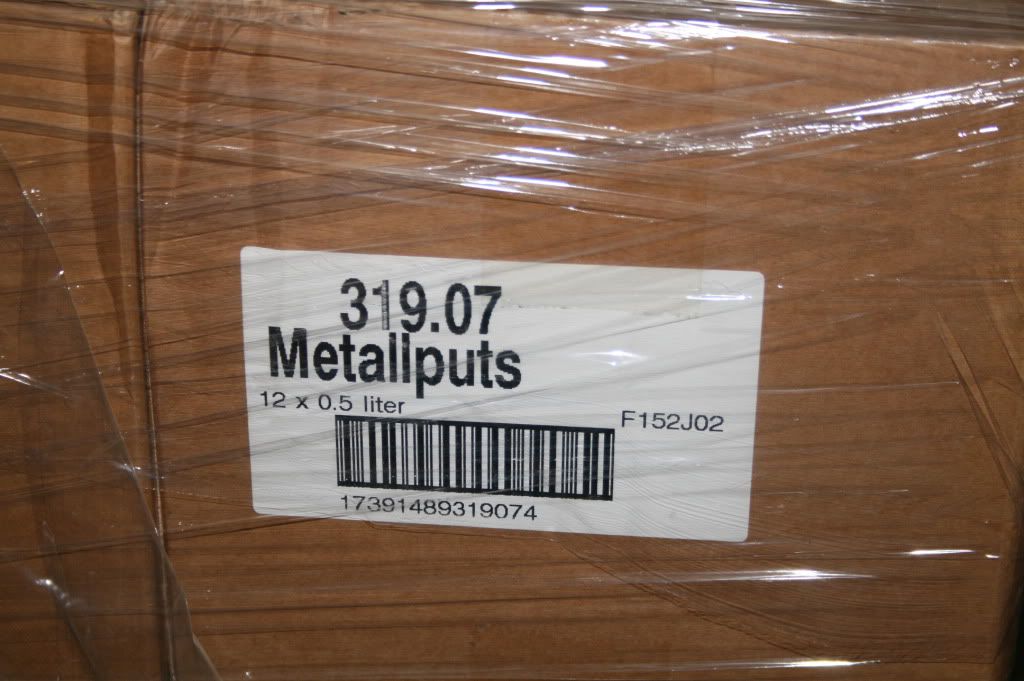 319.07
Metallputs
12 x 0.5 liter
F152J02
17391489319074